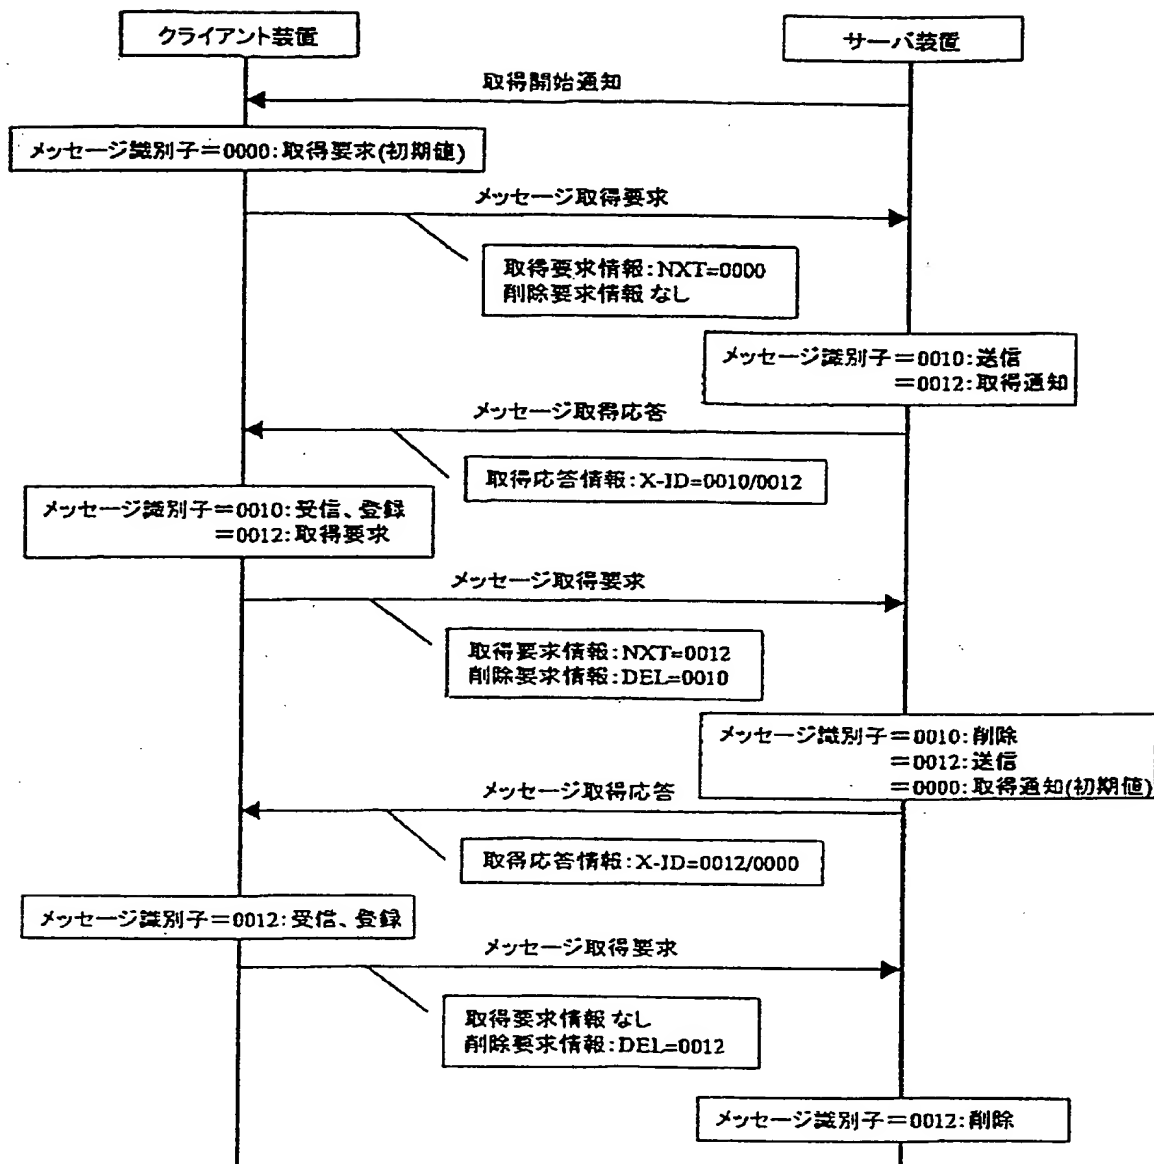 クライアント装置
サーバ装置
取得開始通知
メッセージ識別子＝0000:取得要求(初期値)
メッセージ取得要求
取得要求情報:NXT=0000
削除要求情報 なし
メッセージ識別子＝0010:送信
＝0012:取得通知
メッセージ取得応答
取得応答情報:X-ID=0010/0012
メッセージ識別子＝0010:受信、登録
＝0012:取得要求
メッセージ取得要求
取得要求情報:NXT=0012
削除要求情報:DEL=0010
メッセージ識別子＝0010:削除
＝0012:送信
＝0000:取得通知(初期値)
メッセージ取得応答
取得応答情報:X-ID=0012/0000
メッセージ識別子＝0012:受信、登録
メッセージ取得要求
取得要求情報 なし
削除要求情報:DEL=0012
メッセージ識別子＝0012:削除